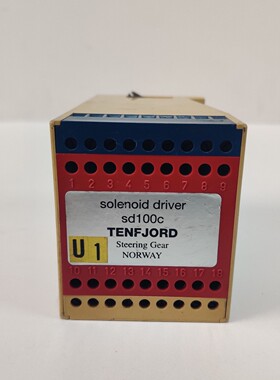 1 2 3 4 5 6 7 8 9
solenoid driver
sd100c
TENFJORD
Steering Gear
NORWAY
U 1
10 11 12 13 14 15 16 17 18